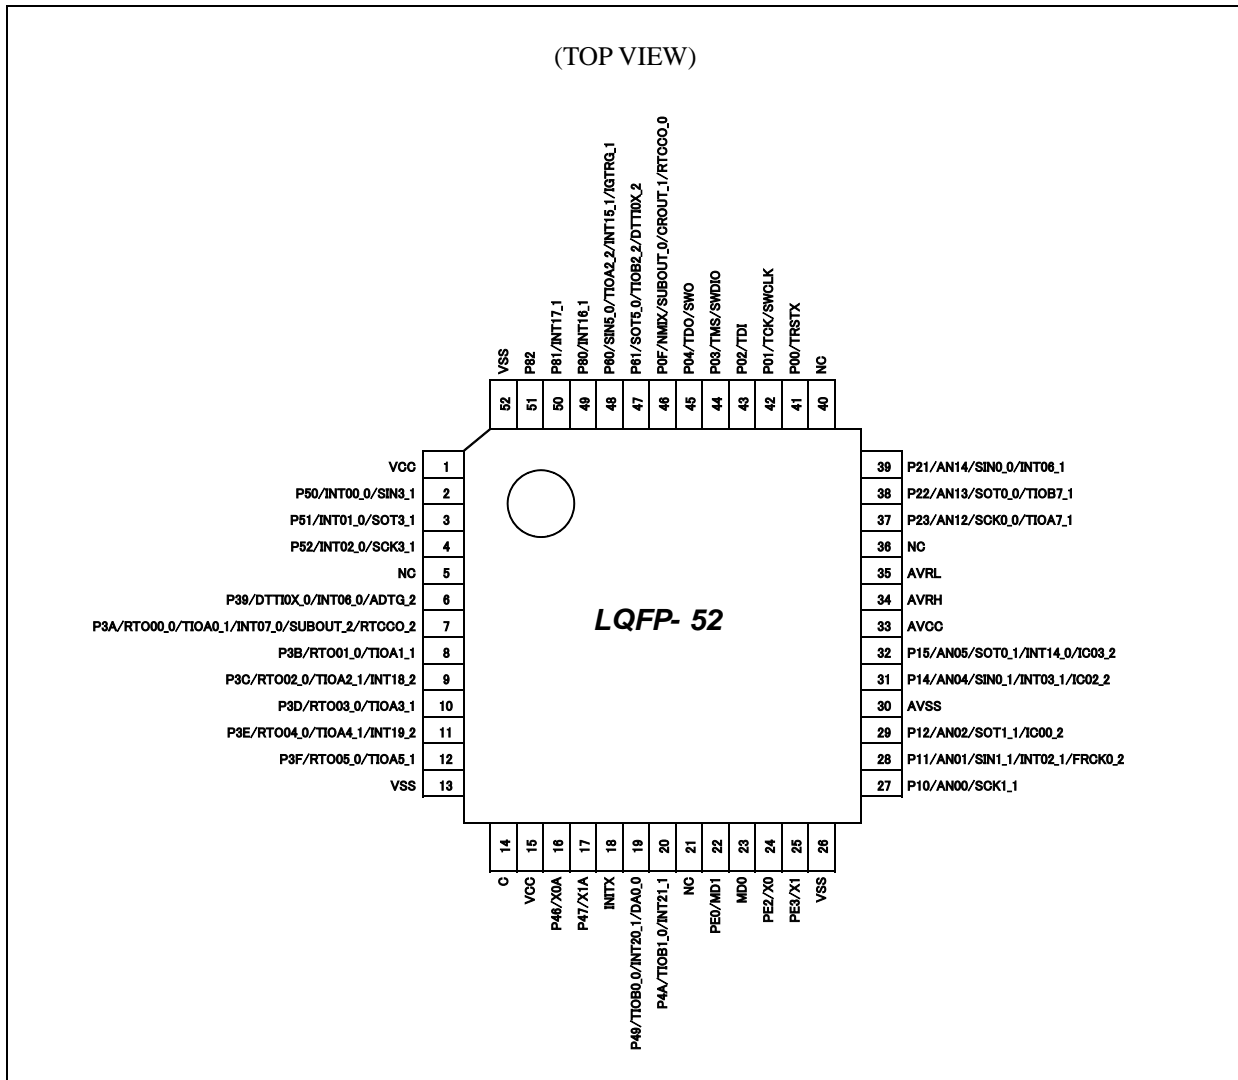 (TOP VIEW)
VSS
P82
P81/INT17_1
P80/INT16_1
P60/SIN5_0/TIOA2_2/INT15_1/IGTRG_1
P61/SOT5_0/TIOB2_2/DTTI0X_2
P0F/NMIX/SUBOUT_0/CROUT_1/RTCCO_0
P04/TDO/SWO
P03/TMS/SWDIO
P02/TDI
P01/TCK/SWCLK
P00/TRSTX
NC
52 51 50 49 48 47 46 45 44 43 42 41 40
VCC 1
P50/INT00_0/SIN3_1 2
P51/INT01_0/SOT3_1 3
P52/INT02_0/SCK3_1 4
NC 5
P39/DTTI0X_0/INT06_0/ADTG_2 6
P3A/RTO00_0/TIOA0_1/INT07_0/SUBOUT_2/RTCCO_2 7
P3B/RTO01_0/TIOA1_1 8
P3C/RTO02_0/TIOA2_1/INT18_2 9
P3D/RTO03_0/TIOA3_1 10
P3E/RTO04_0/TIOA4_1/INT19_2 11
P3F/RTO05_0/TIOA5_1 12
VSS 13
LQFP- 52
39 P21/AN14/SIN0_0/INT06_1
38 P22/AN13/SOT0_0/TIOB7_1
37 P23/AN12/SCK0_0/TIOA7_1
36 NC
35 AVRL
34 AVRH
33 AVCC
32 P15/AN05/SOT0_1/INT14_0/IC03_2
31 P14/AN04/SIN0_1/INT03_1/IC02_2
30 AVSS
29 P12/AN02/SOT1_1/IC00_2
28 P11/AN01/SIN1_1/INT02_1/FRCK0_2
27 P10/AN00/SCK1_1
14 15 16 17 18 19 20 21 22 23 24 25 26
C
VCC
P46/X0A
P47/X1A
INITX
P49/TIOB0_0/INT20_1/DA0_0
P4A/TIOB1_0/INT21_1
NC
PE0/MD1
MD0
PE2/X0
PE3/X1
VSS